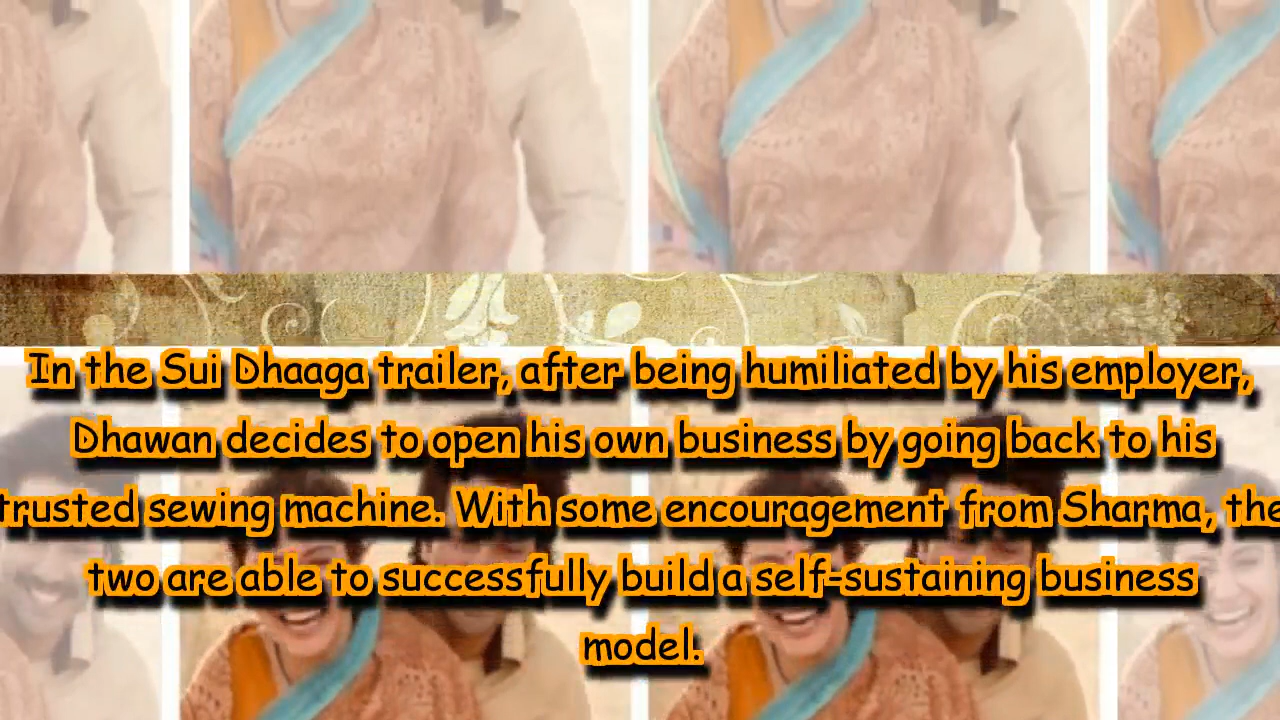 In the Sui Dhaaga trailer, after being humiliated by his employer,
Dhawan decides to open his own business by going back to his
trusted sewing machine. With some encouragement from Sharma, the
two are able to successfully build a self-sustaining business
model.